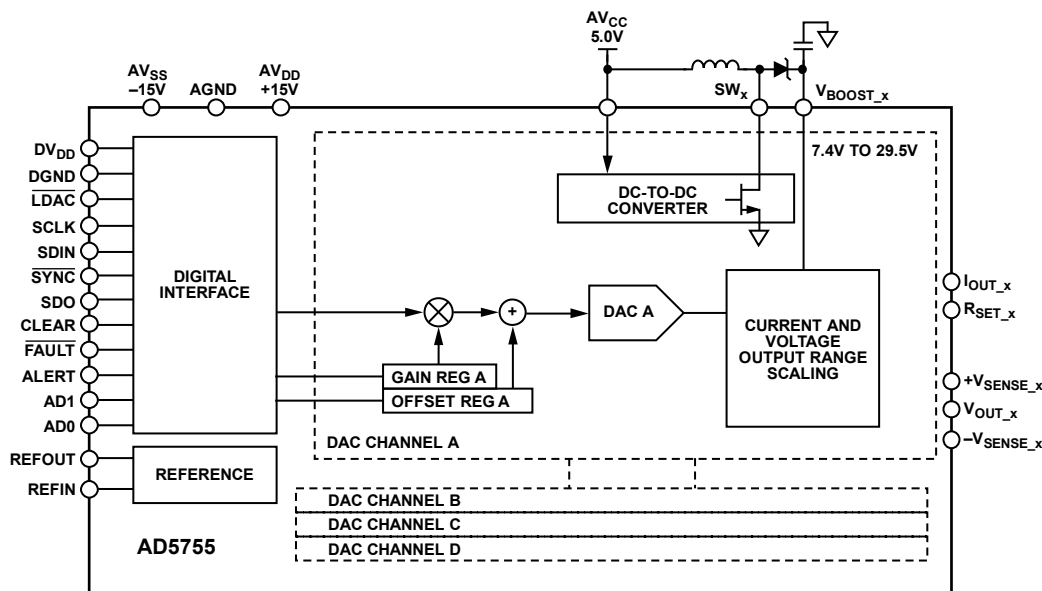 AVCC
5.0V
AVSS
–15V
AGND
AVDD
+15V
SWx
VBOOST_x
DVDD
DGND
LDAC
SCLK
SDIN
SYNC
SDO
CLEAR
FAULT
ALERT
AD1
AD0
REFOUT
REFIN
DIGITAL
INTERFACE
REFERENCE
7.4V TO 29.5V
DC-TO-DC
CONVERTER
+
DAC A
CURRENT AND
VOLTAGE
OUTPUT RANGE
SCALING
GAIN REG A
OFFSET REG A
DAC CHANNEL A
DAC CHANNEL B
DAC CHANNEL C
DAC CHANNEL D
IOUT_x
RSET_x
+VSENSE_x
VOUT_x
–VSENSE_x
AD5755